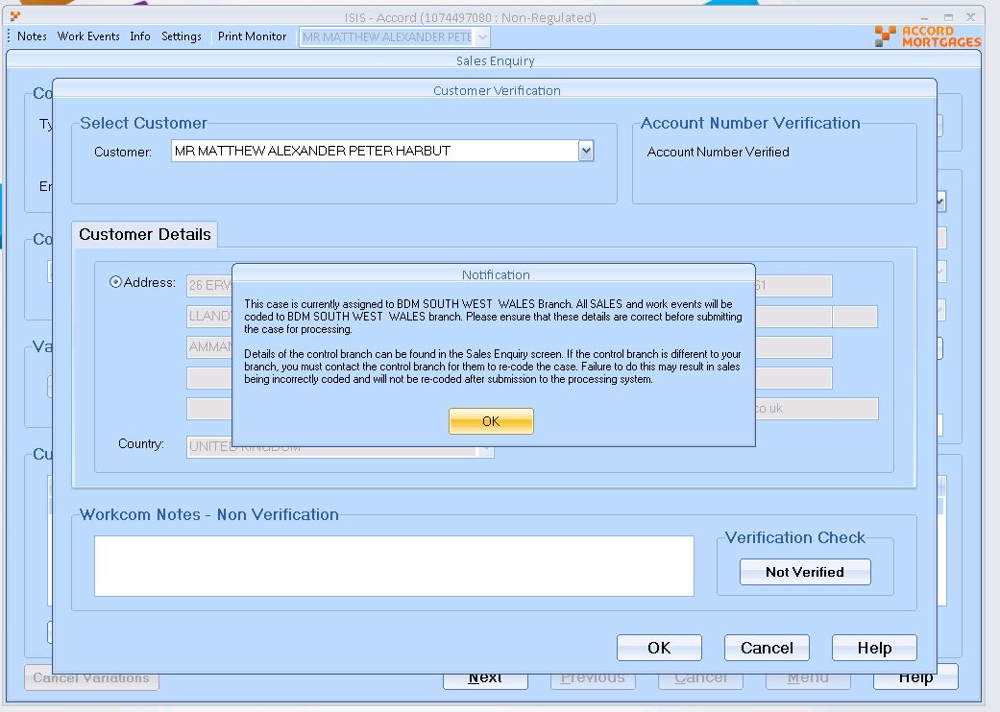 ISIS - Accord (1074497080 : Non-Regulated)
Notes Work Events Info Settings Print Monitor MR MATTHEW ALEXANDER PETE
ACCORD
MORTGAGES
Sales Enquiry
Customer Verification
Co
Select Customer
Account Number Verification
Ty
Customer: MR MATTHEW ALEXANDER PETER HARBUT
Account Number Verified
En
Customer Details
Co
Notification
Address: 26 ERW 61
This case is currently assigned to BDM SOUTH WEST WALES Branch. All SALES and work events will be
coded to BDM SOUTH WEST WALES branch. Please ensure that these details are correct before submitting
the case for processing.
LLAND
AMMAN
Va
Details of the control branch can be found in the Sales Enquiry screen. If the control branch is different to your
branch, you must contact the control branch for them to re-code the case. Failure to do this may result in sales
being incorrectly coded and will not be re-coded after submission to the processing system.
co.uk
OK
Country: UNITED KINGDOM
Cu
Workcom Notes - Non Verification
Verification Check
Not Verified
OK Cancel Help
Cancel Variations Next Previous Cancel Menu Help